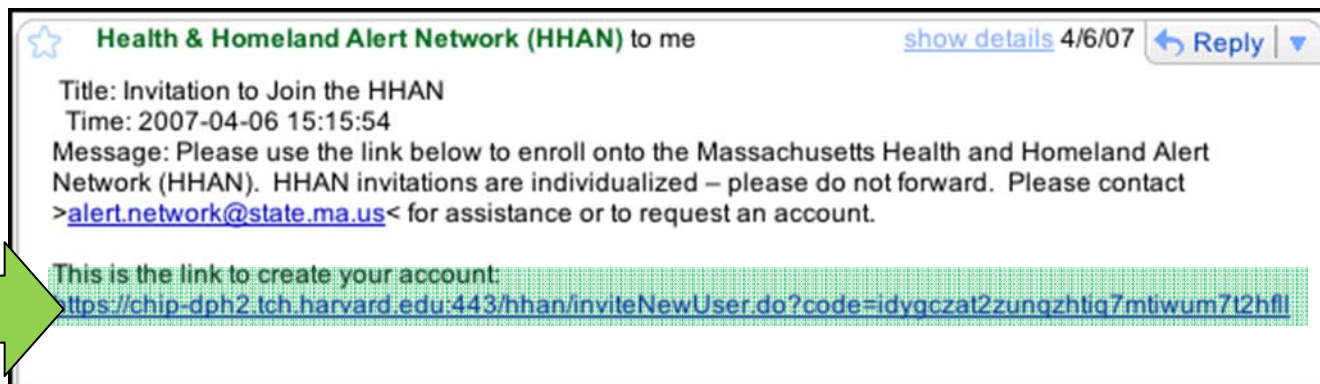 Health & Homeland Alert Network (HHAN) to me show details 4/6/07 Reply
Title: Invitation to Join the HHAN
Time: 2007-04-06 15:15:54
Message: Please use the link below to enroll onto the Massachusetts Health and Homeland Alert
Network (HHAN). HHAN invitations are individualized – please do not forward. Please contact
>alert.network@state.ma.us< for assistance or to request an account.
This is the link to create your account:
ttps://chip-dph2.tch.harvard.edu:443/hhan/inviteNewUser.do?code=idygczat2zunqzhtiq7mtiwum7t2hfll